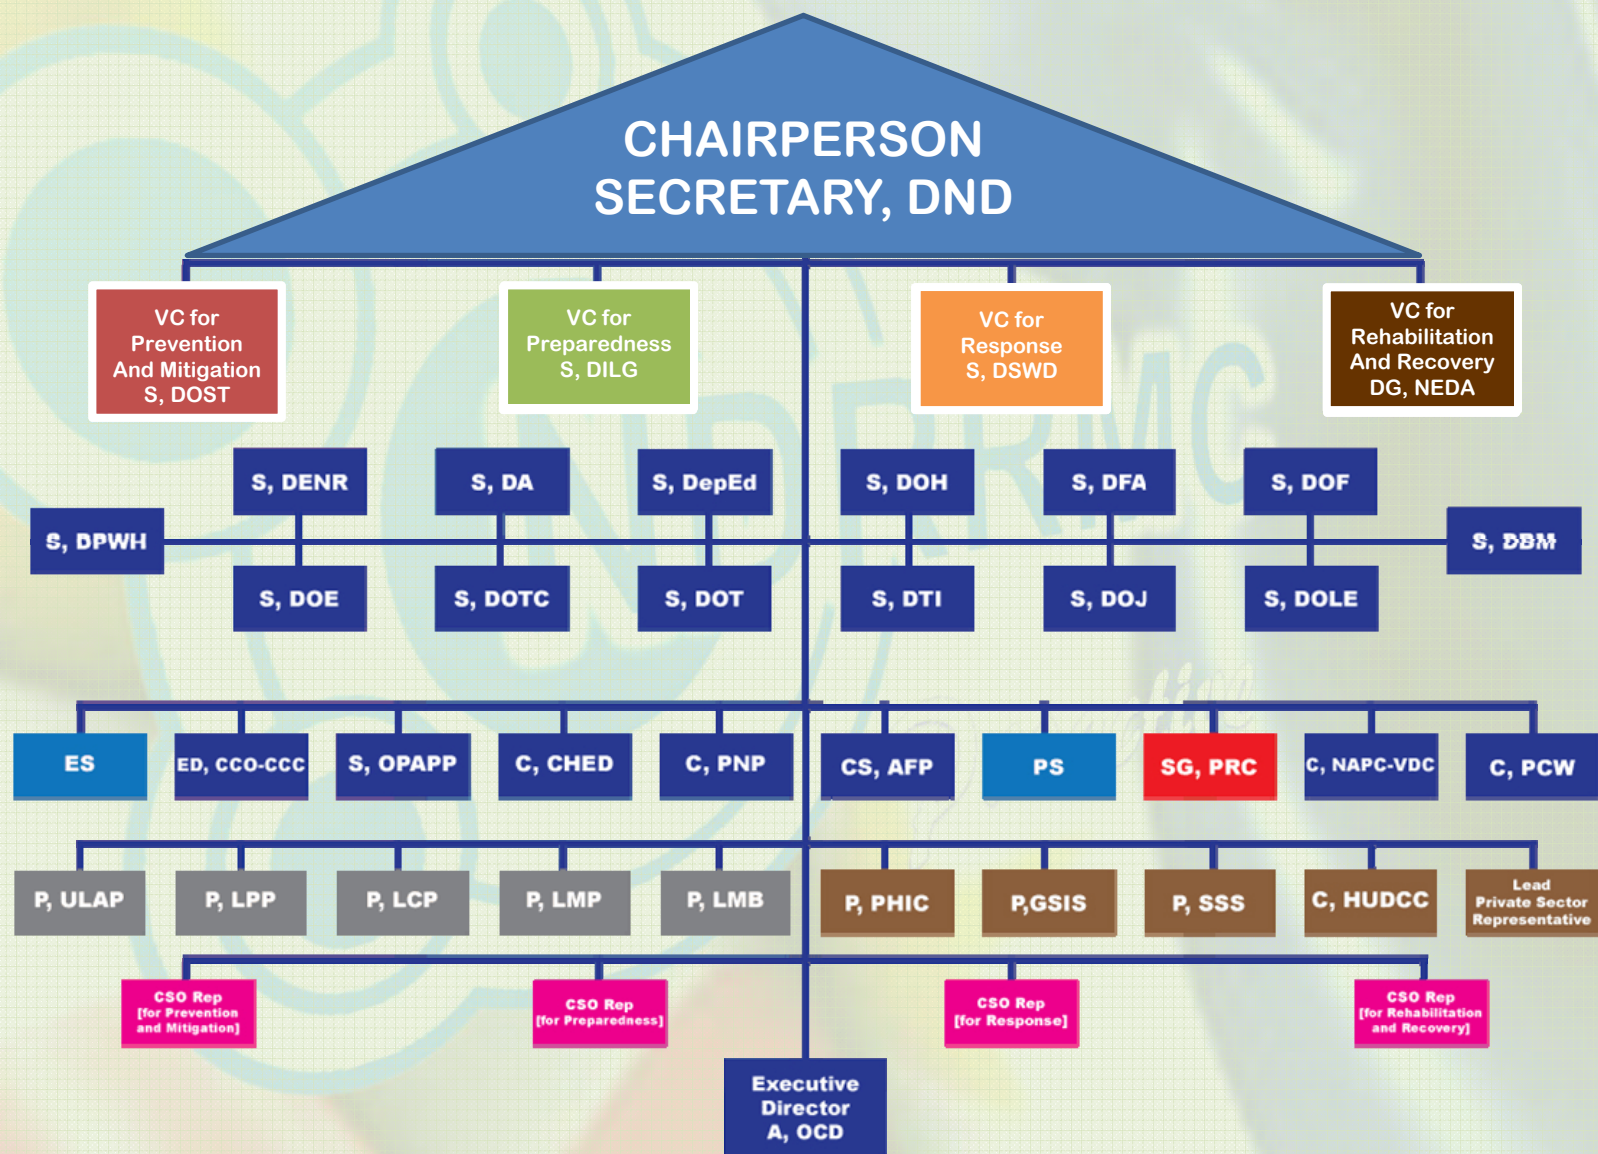 CHAIRPERSON
SECRETARY, DND
VC for
Prevention
And Mitigation
S, DOST
VC for
Preparedness
S, DILG
VC for
Response
S, DSWD
VC for
Rehabilitation
And Recovery
DG, NEDA
S, DENR
S, DA
S, DepEd
S, DOH
S, DFA
S, DOF
S, DPWH
S, DBM
S, DOE
S, DOTC
S, DOT
S, DTI
S, DOJ
S, DOLE
ES
ED, CCO-CCC
S, OPAPP
C, CHED
C, PNP
CS, AFP
PS
SG, PRC
C, NAPC-VDC
C, PCW
P, ULAP
P, LPP
P, LCP
P, LMP
P, LMB
P, PHIC
P,GSIS
P, SSS
C, HUDCC
Lead
Private Sector
Representative
CSO Rep
[for Prevention
and Mitigation]
CSO Rep
[for Preparedness]
CSO Rep
[for Response]
CSO Rep
[for Rehabilitation
and Recovery]
Executive
Director
A, OCD
NDRRMC